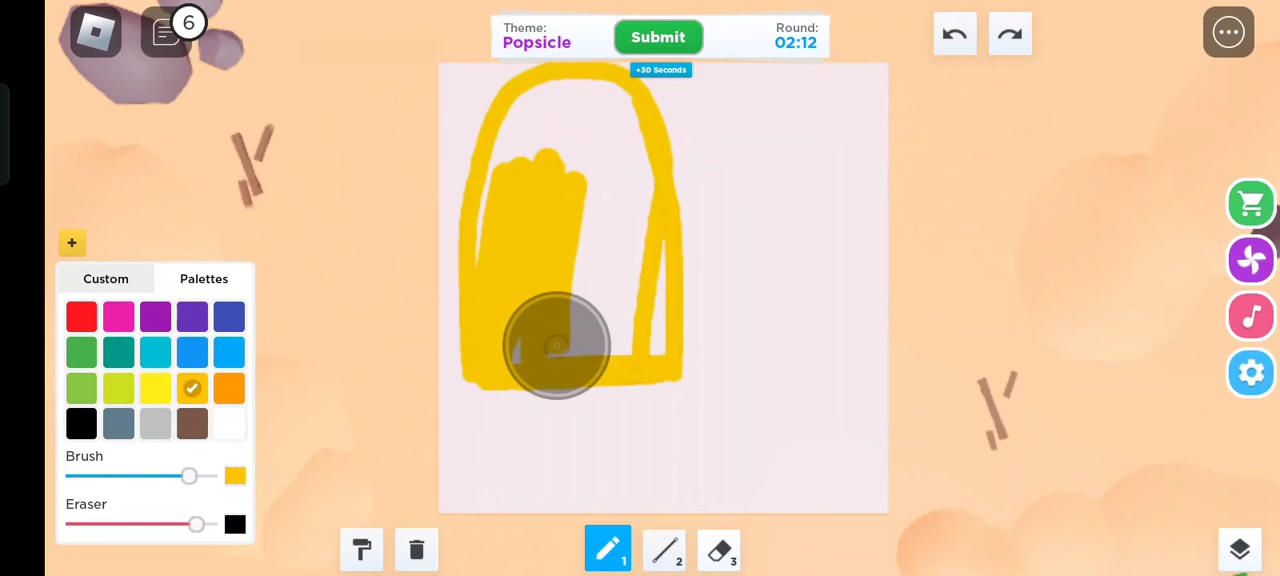 6
Theme:
Popsicle
Submit
Round:
02:12
+30 Seconds
+
Custom
Palettes
Brush
Eraser
1
2
3